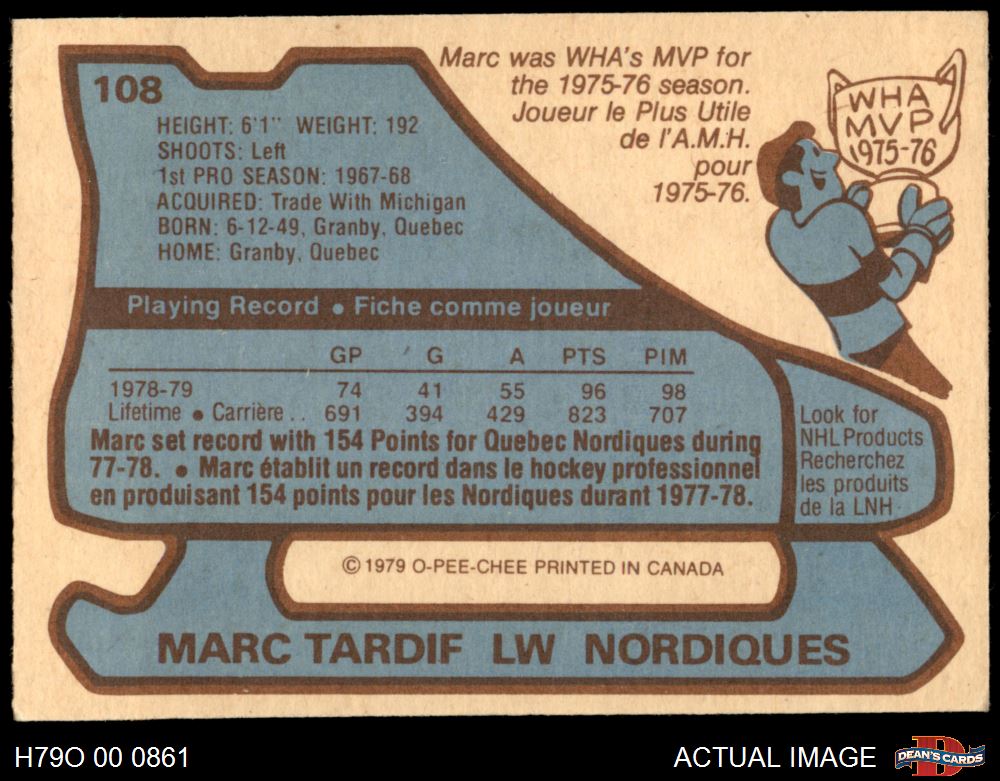 108
HEIGHT: 6'1" WEIGHT: 192
SHOOTS: Left
1st PRO SEASON: 1967-68
ACQUIRED: Trade With Michigan
BORN: 6-12-49, Granby, Quebec
HOME: Granby, Quebec
Marc was WHA's MVP for
the 1975-76 season.
Joueur le Plus Utile
de l'A.M.H.
pour
1975-76.
WHA
MVP
1975-76
Playing Record • Fiche comme joueur
GP G A PTS PIM
1978-79 74 41 55 96 98
Lifetime • Carrière .. 691 394 429 823 707
Marc set record with 154 Points for Quebec Nordiques during
77-78. • Marc établit un record dans le hockey professionnel
en produisant 154 points pour les Nordiques durant 1977-78.
Look for
NHL Products
Recherchez
les produits
de la LNH
© 1979 O-PEE-CHEE PRINTED IN CANADA
MARC TARDIF LW NORDIQUES
H79O 00 0861
ACTUAL IMAGE
D
DEAN'S CARDS